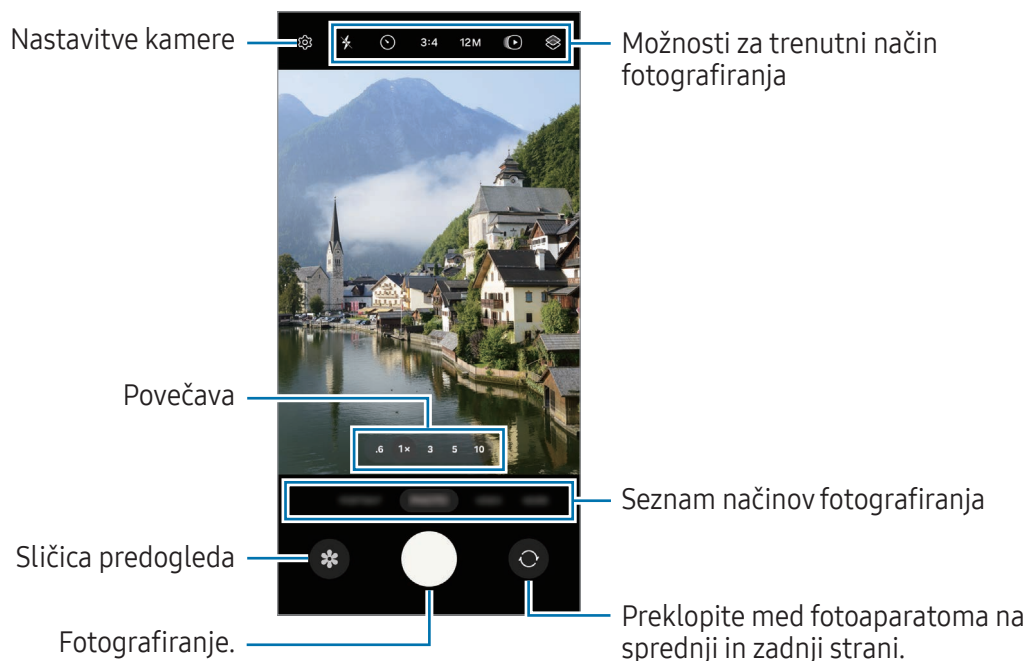 Nastavitve kamere
3:4
12M
Možnosti za trenutni način
fotografiranja
Povečava
.6 1× 3 5 10
Seznam načinov fotografiranja
Sličica predogleda
Fotografiranje.
Preklopite med fotoaparatoma na
sprednji in zadnji strani.